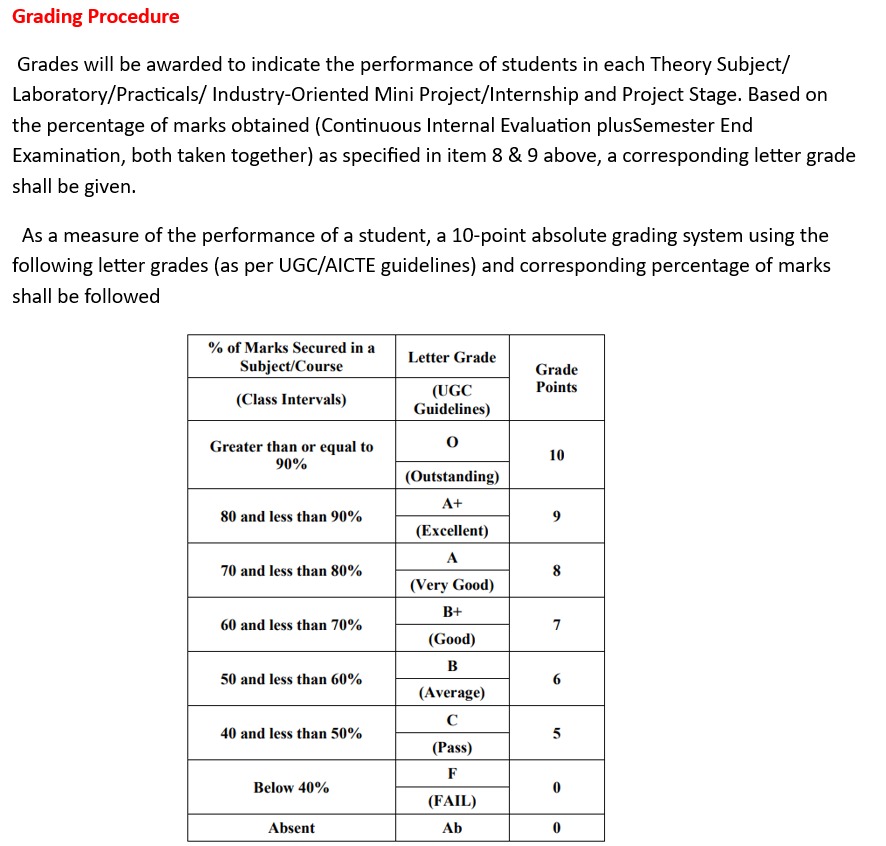 Grading Procedure
Grades will be awarded to indicate the performance of students in each Theory Subject/
Laboratory/Practicals/ Industry-Oriented Mini Project/Internship and Project Stage. Based on
the percentage of marks obtained (Continuous Internal Evaluation plusSemester End
Examination, both taken together) as specified in item 8 & 9 above, a corresponding letter grade
shall be given.
As a measure of the performance of a student, a 10-point absolute grading system using the
following letter grades (as per UGC/AICTE guidelines) and corresponding percentage of marks
shall be followed
% of Marks Secured in a
Subject/Course
(Class Intervals)
Letter Grade
(UGC
Guidelines)
Grade
Points
Greater than or equal to
90%
O
(Outstanding)
10
80 and less than 90%
A+
(Excellent)
9
70 and less than 80%
A
(Very Good)
8
60 and less than 70%
B+
(Good)
7
50 and less than 60%
B
(Average)
6
40 and less than 50%
C
(Pass)
5
Below 40%
F
(FAIL)
0
Absent
Ab
0